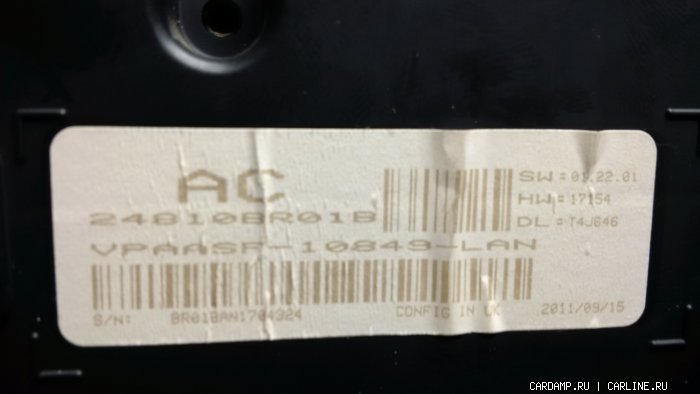 AC
24810BR01B
VPAASF-10849-LAN
SW = 01.22.01
HW = 17154
DL = T4JG46
S/N: BR01BAN1704324
CONFIG IN UK
2011/09/15
CARDAMP.RU | CARLINE.RU